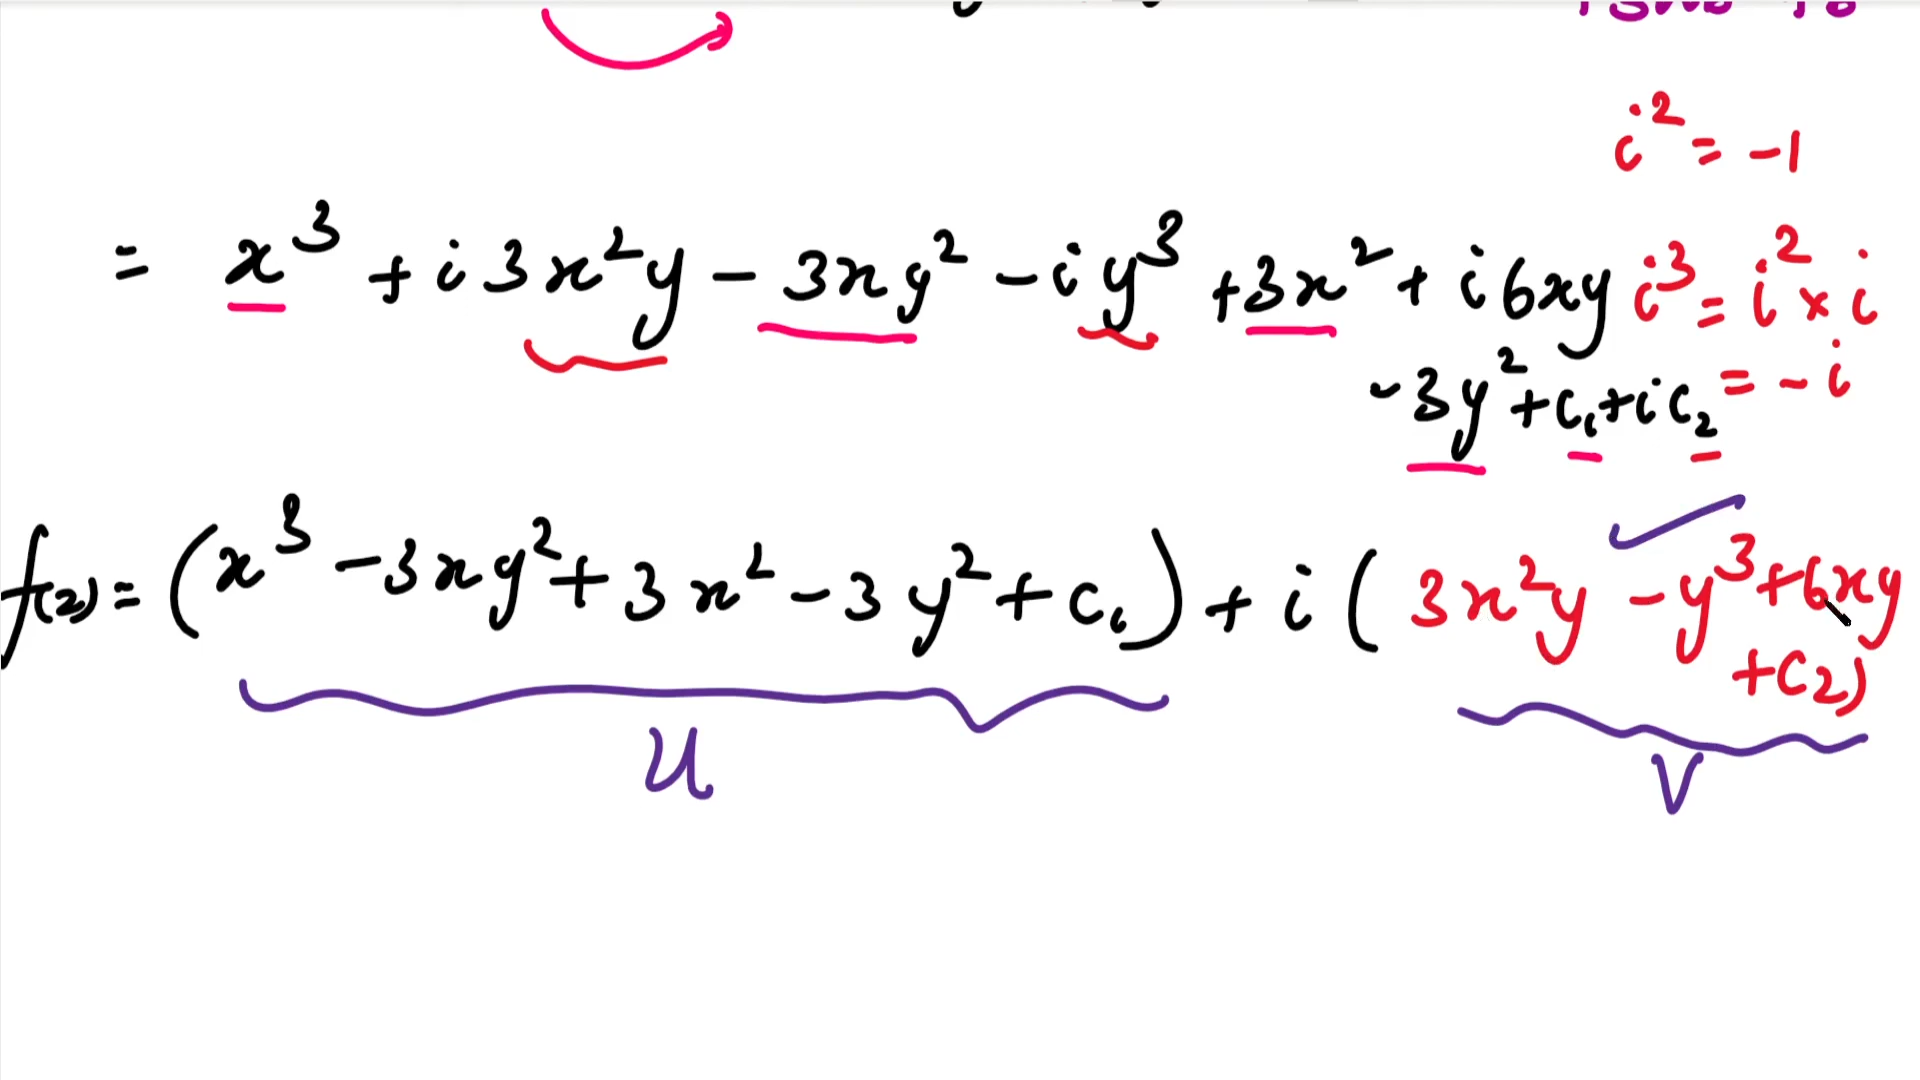 i² = -1
= x³ + i3x²y - 3xy² - iy³ + 3x² + i6xy
i³ = i² × i
-3y² + c₁ + ic₂
= -i
f(z) = (x³ - 3xy² + 3x² - 3y² + c₁) + i(3x²y - y³ + 6xy
+C₂)
u
V